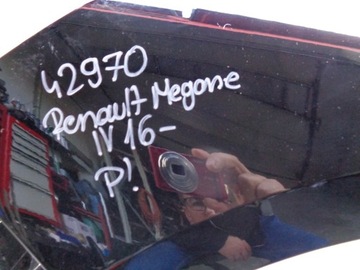 42970
Renault Megane
IV 16-
P!